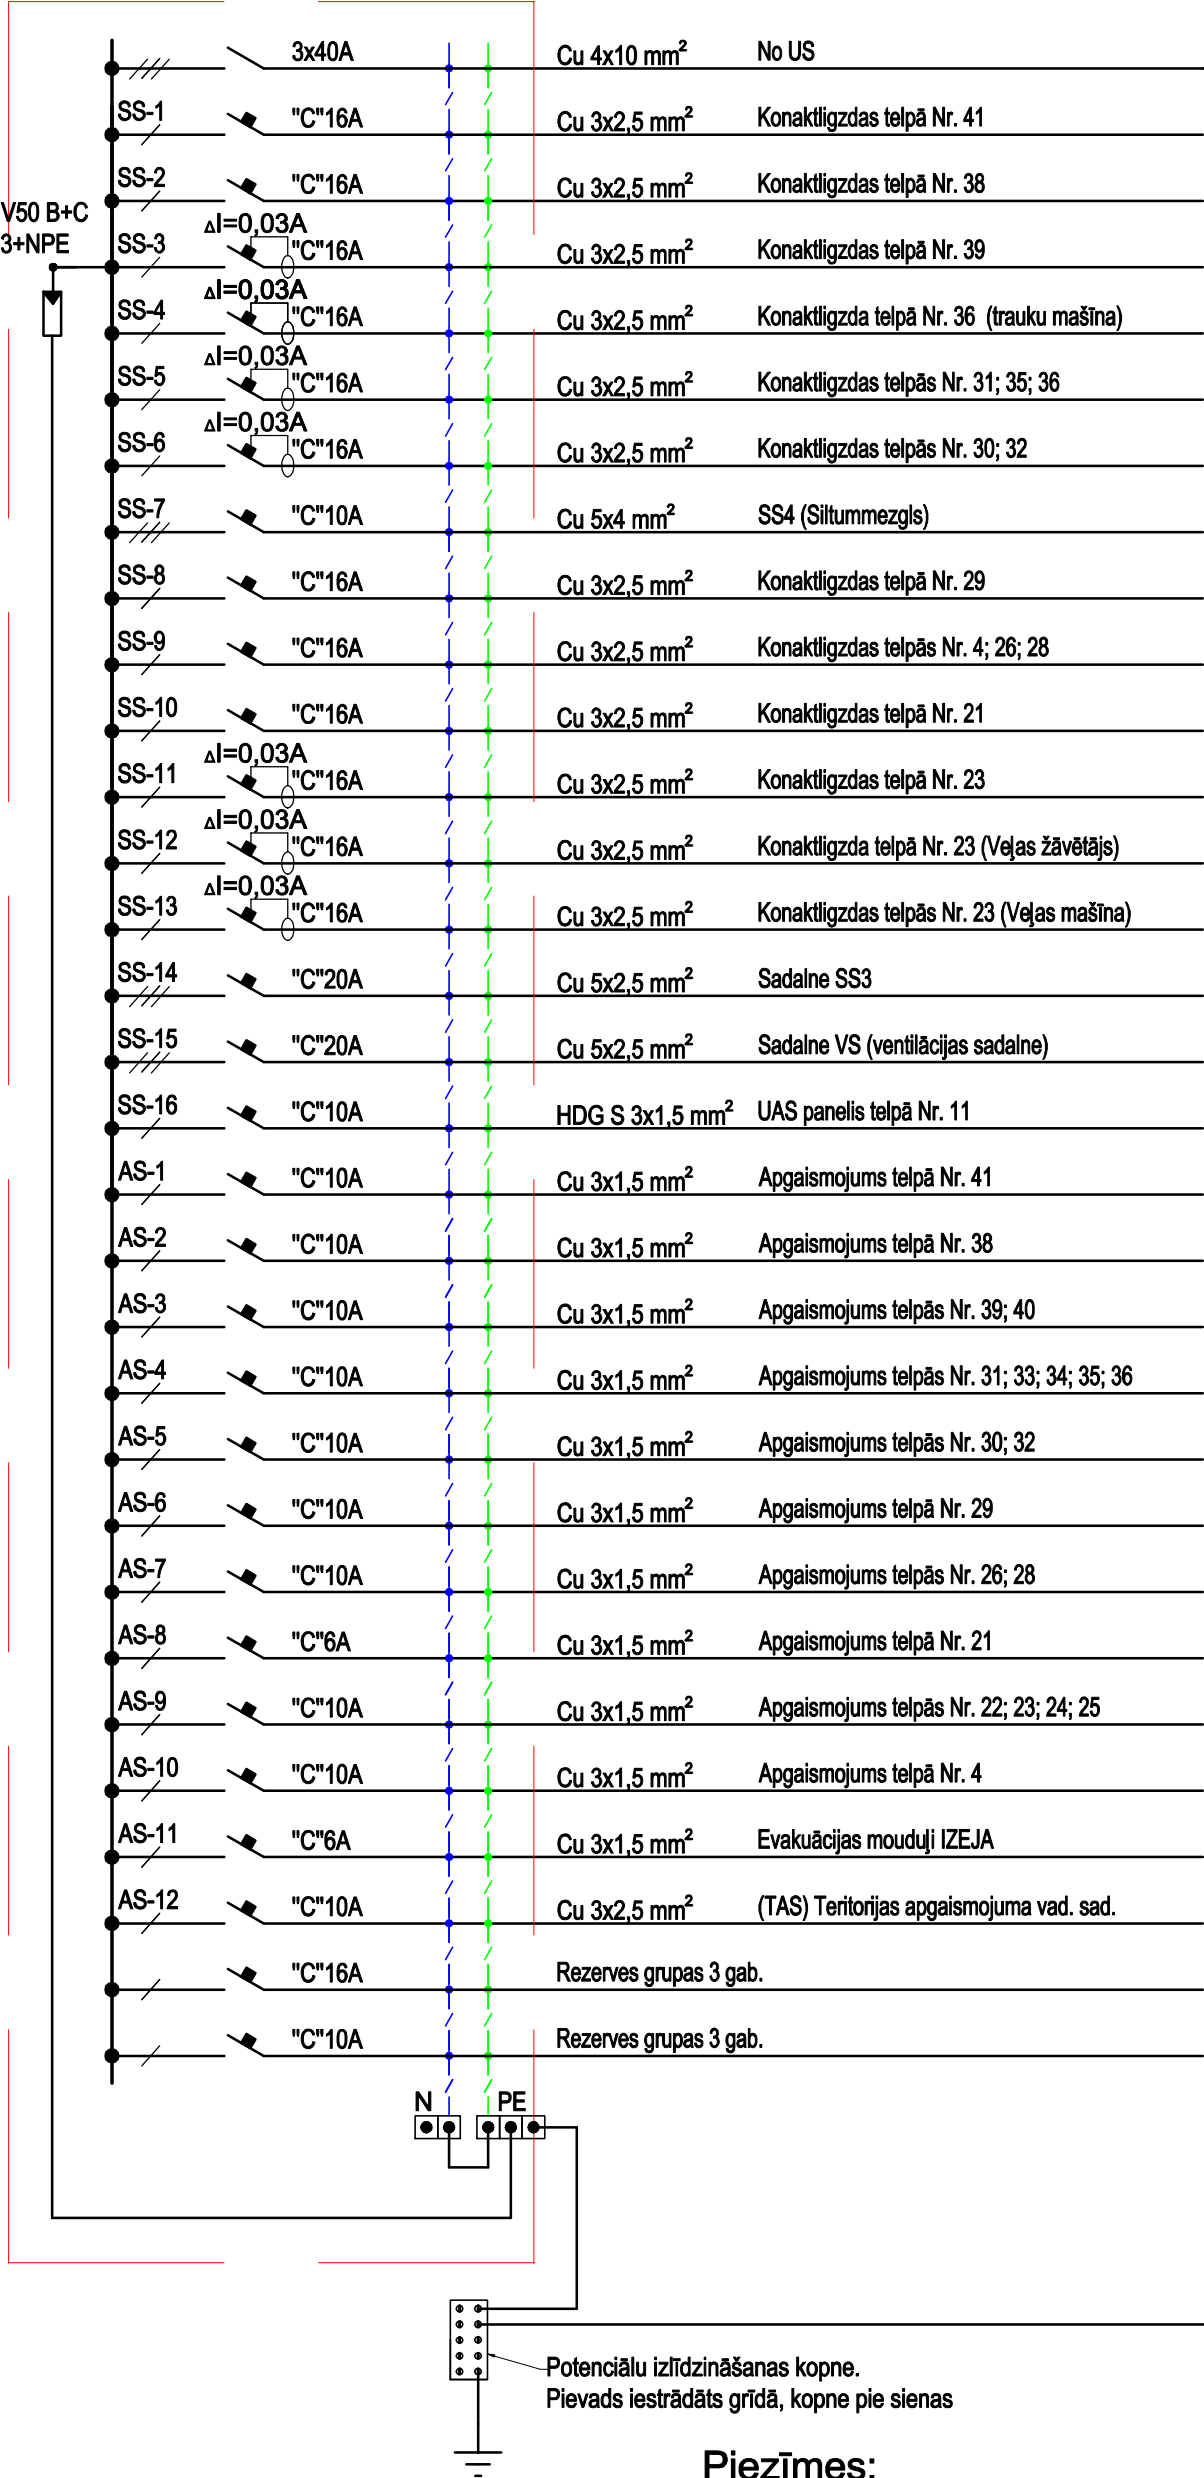 3x40A Cu 4x10 mm² No US
SS-1 "C"16A Cu 3x2,5 mm² Konaktligzdas telpā Nr. 41
SS-2 "C"16A Cu 3x2,5 mm² Konaktligzdas telpā Nr. 38
V50 B+C
3+NPE
ΔI=0,03A
SS-3 "C"16A Cu 3x2,5 mm² Konaktligzdas telpā Nr. 39
ΔI=0,03A
SS-4 "C"16A Cu 3x2,5 mm² Konaktligzda telpā Nr. 36 (trauku mašīna)
ΔI=0,03A
SS-5 "C"16A Cu 3x2,5 mm² Konaktligzdas telpās Nr. 31; 35; 36
ΔI=0,03A
SS-6 "C"16A Cu 3x2,5 mm² Konaktligzdas telpās Nr. 30; 32
SS-7 "C"10A Cu 5x4 mm² SS4 (Siltummezgls)
SS-8 "C"16A Cu 3x2,5 mm² Konaktligzdas telpā Nr. 29
SS-9 "C"16A Cu 3x2,5 mm² Konaktligzdas telpās Nr. 4; 26; 28
SS-10 "C"16A Cu 3x2,5 mm² Konaktligzdas telpā Nr. 21
ΔI=0,03A
SS-11 "C"16A Cu 3x2,5 mm² Konaktligzdas telpā Nr. 23
ΔI=0,03A
SS-12 "C"16A Cu 3x2,5 mm² Konaktligzda telpā Nr. 23 (Veļas žāvētājs)
ΔI=0,03A
SS-13 "C"16A Cu 3x2,5 mm² Konaktligzdas telpās Nr. 23 (Veļas mašīna)
SS-14 "C"20A Cu 5x2,5 mm² Sadalne SS3
SS-15 "C"20A Cu 5x2,5 mm² Sadalne VS (ventilācijas sadalne)
SS-16 "C"10A HDG S 3x1,5 mm² UAS panelis telpā Nr. 11
AS-1 "C"10A Cu 3x1,5 mm² Apgaismojums telpā Nr. 41
AS-2 "C"10A Cu 3x1,5 mm² Apgaismojums telpā Nr. 38
AS-3 "C"10A Cu 3x1,5 mm² Apgaismojums telpās Nr. 39; 40
AS-4 "C"10A Cu 3x1,5 mm² Apgaismojums telpās Nr. 31; 33; 34; 35; 36
AS-5 "C"10A Cu 3x1,5 mm² Apgaismojums telpās Nr. 30; 32
AS-6 "C"10A Cu 3x1,5 mm² Apgaismojums telpā Nr. 29
AS-7 "C"10A Cu 3x1,5 mm² Apgaismojums telpās Nr. 26; 28
AS-8 "C"6A Cu 3x1,5 mm² Apgaismojums telpā Nr. 21
AS-9 "C"10A Cu 3x1,5 mm² Apgaismojums telpās Nr. 22; 23; 24; 25
AS-10 "C"10A Cu 3x1,5 mm² Apgaismojums telpā Nr. 4
AS-11 "C"6A Cu 3x1,5 mm² Evakuācijas mouduļi IZEJA
AS-12 "C"10A Cu 3x2,5 mm² (TAS) Teritorijas apgaismojuma vad. sad.
"C"16A Rezerves grupas 3 gab.
"C"10A Rezerves grupas 3 gab.
N PE
Potenciālu izlīdzināšanas kopne.
Pievads iestrādāts grīdā, kopne pie sienas
Piezīmes: